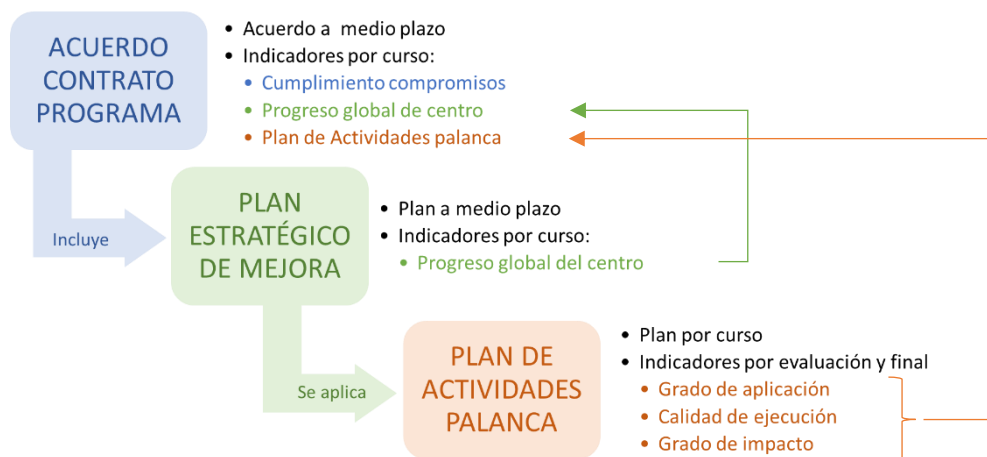 ACUERDO
CONTRATO
PROGRAMA
• Acuerdo a medio plazo
• Indicadores por curso:
• Cumplimiento compromisos
• Progreso global de centro
• Plan de Actividades palanca
Incluye
PLAN
ESTRATÉGICO
DE MEJORA
• Plan a medio plazo
• Indicadores por curso:
• Progreso global del centro
Se aplica
PLAN DE
ACTIVIDADES
PALANCA
• Plan por curso
• Indicadores por evaluación y final
• Grado de aplicación
• Calidad de ejecución
• Grado de impacto